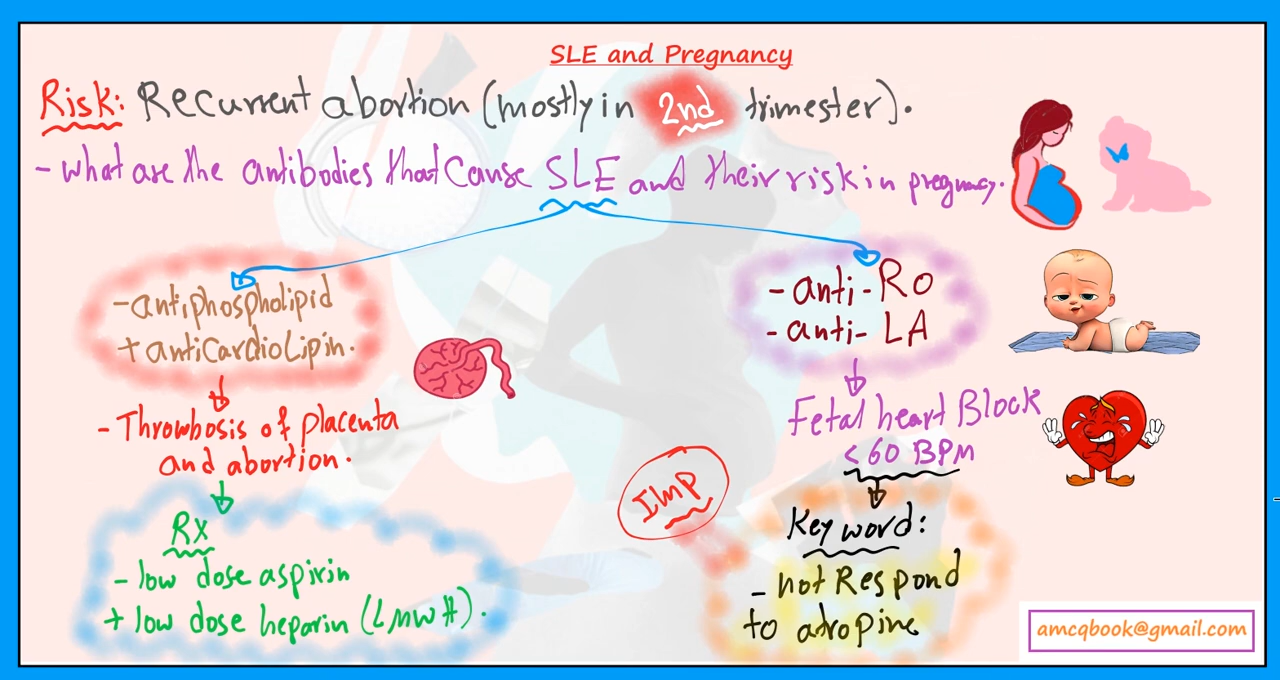 SLE and Pregnancy
Risk: Recurrent abortion (mostly in 2nd trimester).
- what are the antibodies that Cause SLE and their risk in pregnancy.
- antiphospholipid
+ antiCardioLipin.
- Thrombosis of placenta
and abortion.
Rx
- low dose aspirin
+ low dose heparin (LMWH).
- anti-RO
- anti-LA
Fetal heart Block
< 60 BPM
IMP
Key word:
- not Respond
to atropine
amcqbook@gmail.com